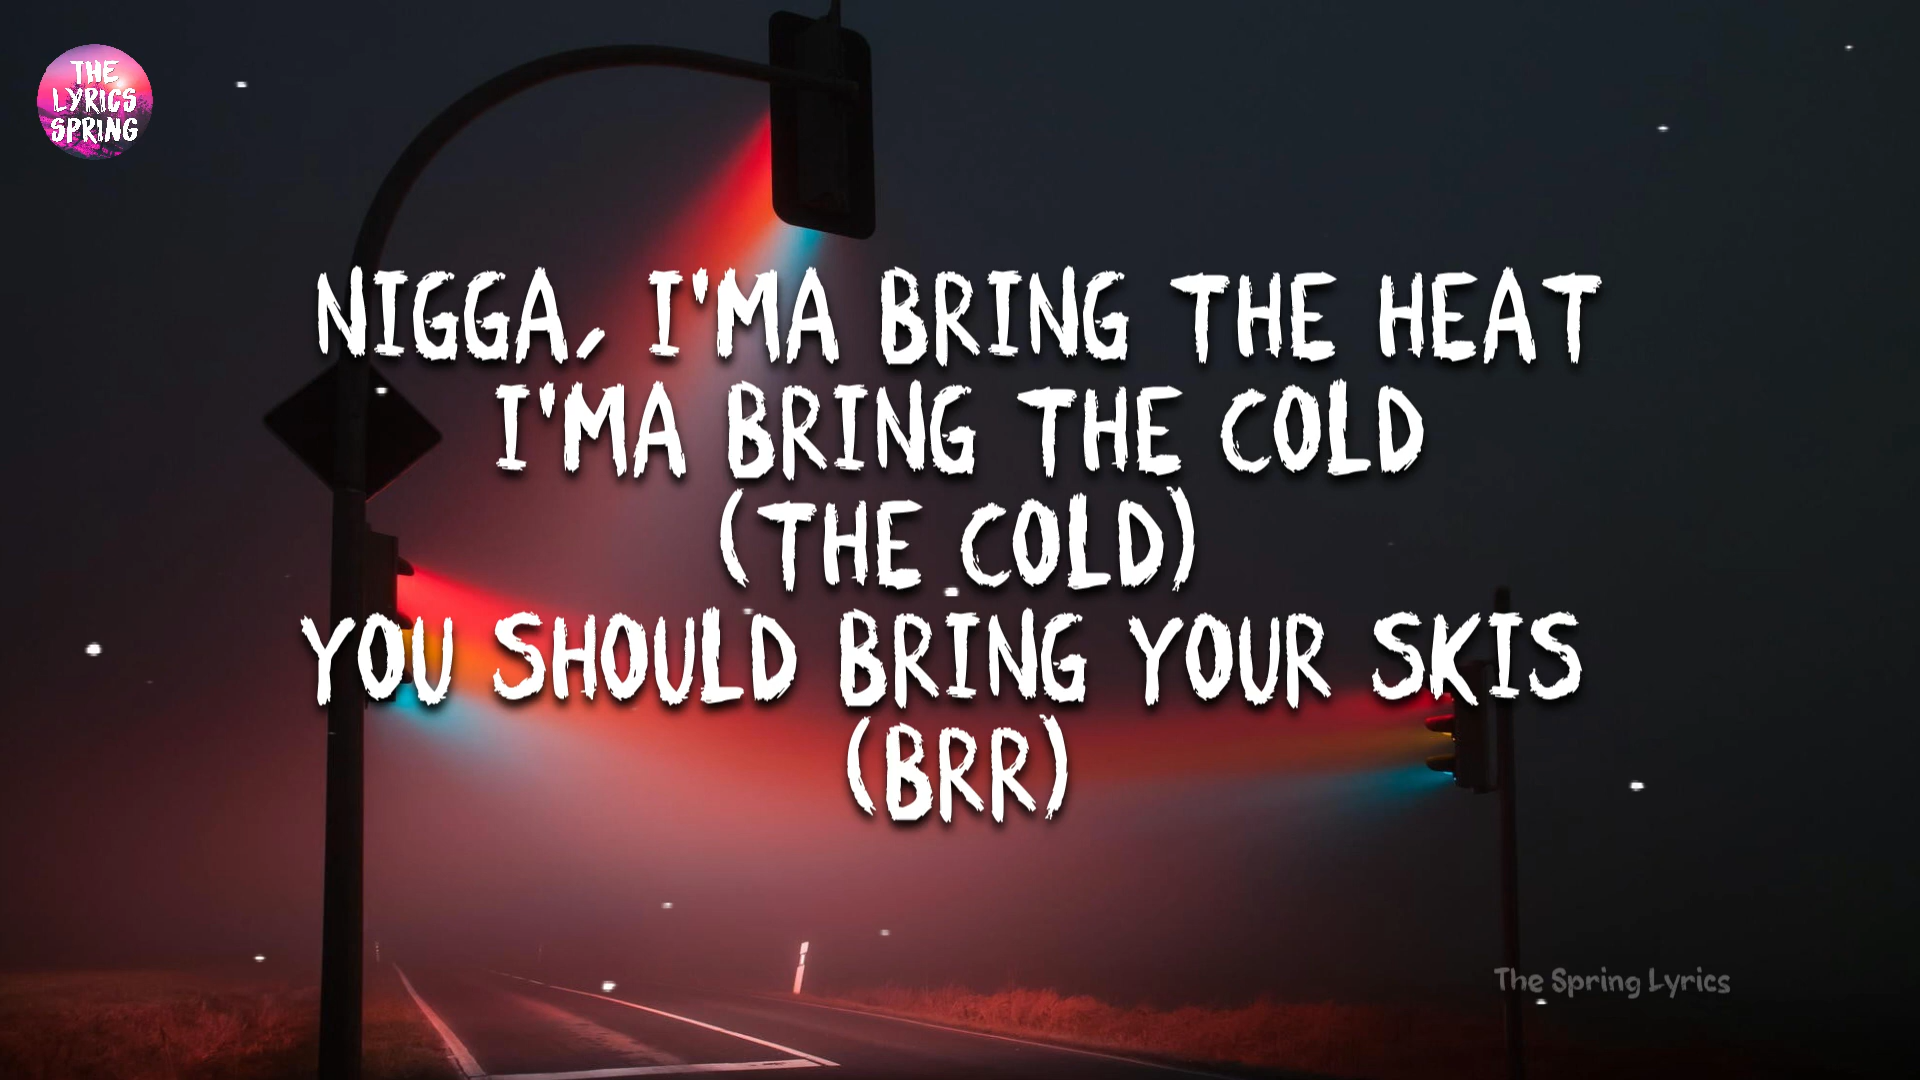 THE
LYRICS
SPRING
NIGGA, I'MA BRING THE HEAT
I'MA BRING THE COLD
(THE COLD)
YOU SHOULD BRING YOUR SKIS
(BRR)
The Spring Lyrics